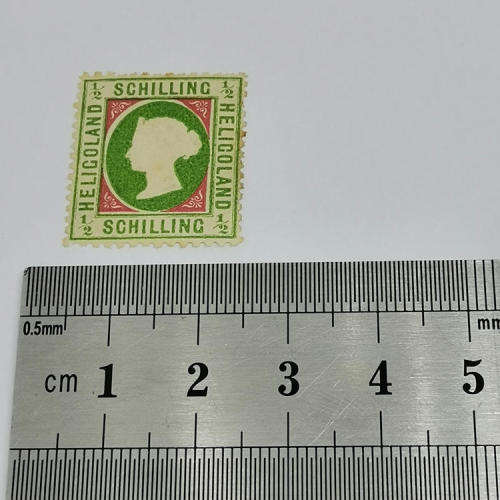 ½ SCHILLING ½
HELIGOLAND
HELIGOLAND
½ SCHILLING ½
0.5mm
mm
cm 1 2 3 4 5